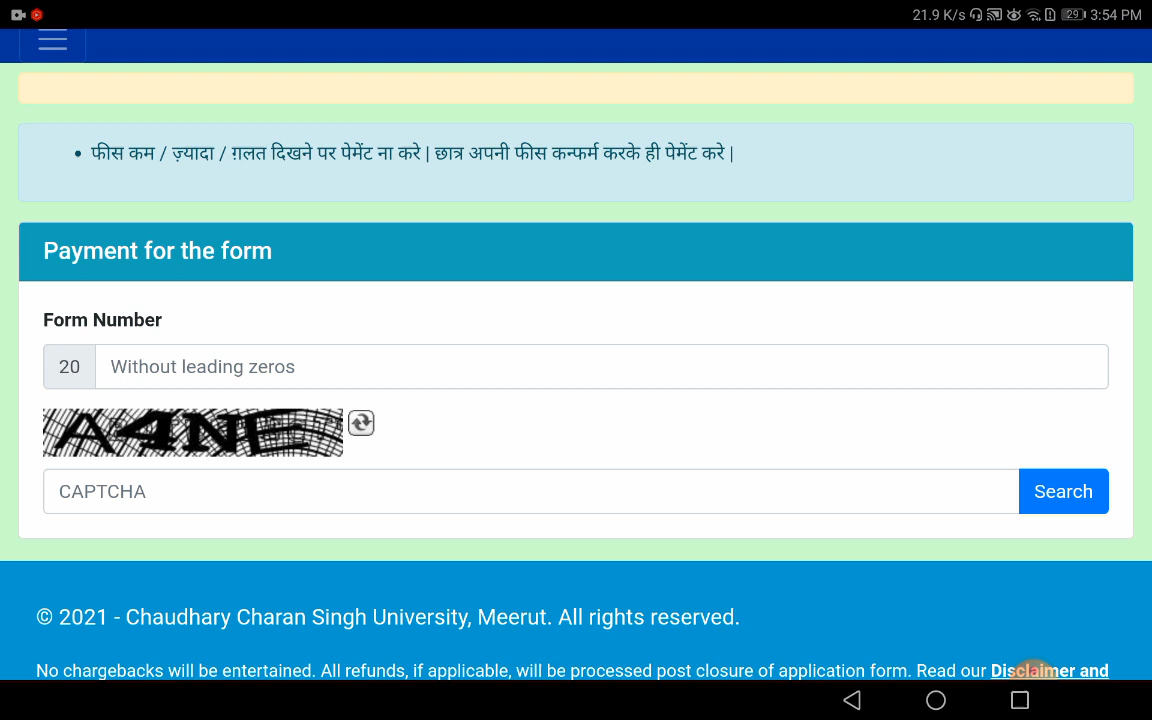 21.9 K/s 29 3:54 PM
• फीस कम / ज़्यादा / ग़लत दिखने पर पेमेंट ना करे | छात्र अपनी फीस कन्फर्म करके ही पेमेंट करे |
Payment for the form
Form Number
20 Without leading zeros
A4NE
CAPTCHA Search
© 2021 - Chaudhary Charan Singh University, Meerut. All rights reserved.
No chargebacks will be entertained. All refunds, if applicable, will be processed post closure of application form. Read our Disclaimer and